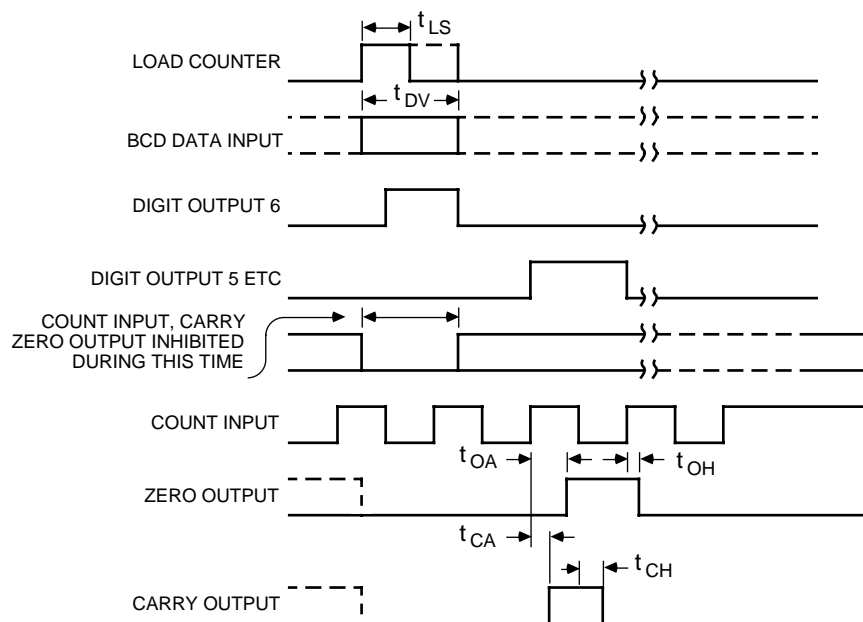 t LS
LOAD COUNTER
t DV
BCD DATA INPUT
DIGIT OUTPUT 6
DIGIT OUTPUT 5 ETC
COUNT INPUT, CARRY
ZERO OUTPUT INHIBITED
DURING THIS TIME
COUNT INPUT
t OA
t OH
ZERO OUTPUT
t CA
t CH
CARRY OUTPUT